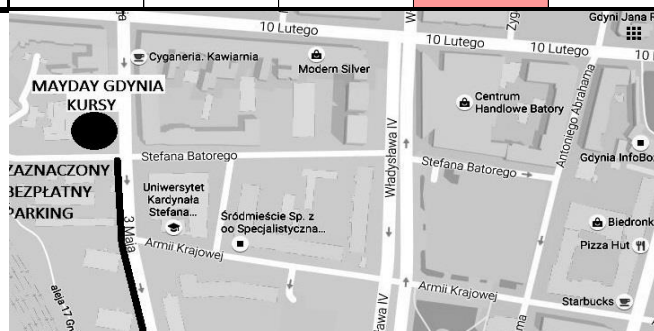 10 Lutego
Gdyni Jana
10 Lutego
Cyganeria. Kawiarnia
Modern Silver
MAYDAY GDYNIA
KURSY
Centrum
Handlowe Batory
Antoniego Abrahama
Władysława IV
Stefana Batorego
Stefana Batorego
Gdynia InfoBo
ZAZNACZONY
BEZPŁATNY
PARKING
Uniwersytet
Kardynała
Stefana...
Śródmieście Sp. z
oo Specjalistyczna...
3 Maja
Biedronk
Pizza Hut
Armii Krajowej
Armii Krajowej
aleja 17 Gr
Starbucks
10